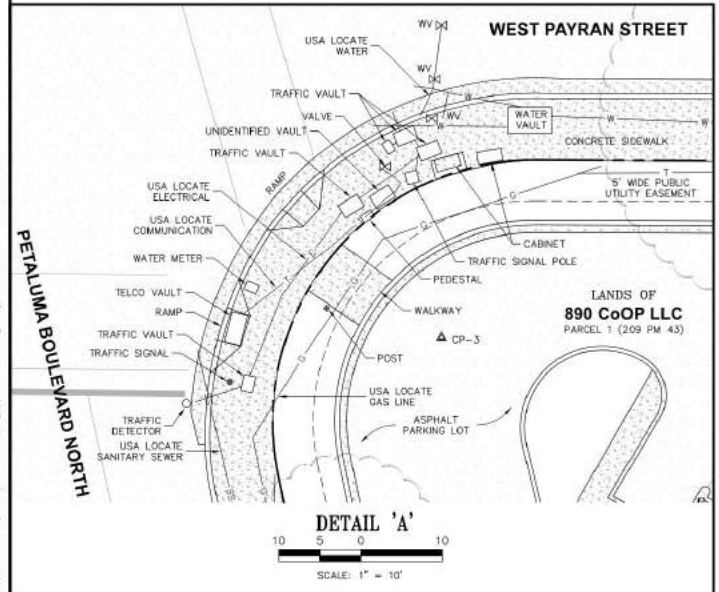 WEST PAYRAN STREET
WV
USA LOCATE
WATER
WV
TRAFFIC VAULT
VALVE
WV
W
W
W
W
W
WATER
VAULT
UNIDENTIFIED VAULT
CONCRETE SIDEWALK
TRAFFIC VAULT
RAMP
T
5' WIDE PUBLIC
UTILITY EASEMENT
USA LOCATE
ELECTRICAL
G
G
USA LOCATE
COMMUNICATION
CABINET
TRAFFIC SIGNAL POLE
PEDESTAL
WATER METER
T
T
G
TELCO VAULT
WALKWAY
RAMP
LANDS OF
890 CoOP LLC
PARCEL 1 (209 PM 43)
TRAFFIC VAULT
CP-3
TRAFFIC SIGNAL
POST
PETALUMA BOULEVARD NORTH
USA LOCATE
GAS LINE
TRAFFIC
DETECTOR
ASPHALT
PARKING LOT
USA LOCATE
SANITARY SEWER
SS
DETAIL 'A'
10 5 0 10
SCALE: 1" = 10'